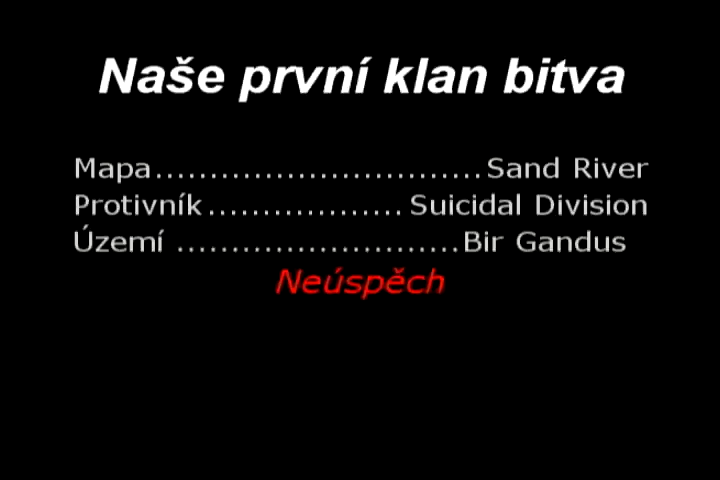 Naše první klan bitva
Mapa..............................Sand River
Protivník.................. Suicidal Division
Území ..........................Bir Gandus
Neúspěch